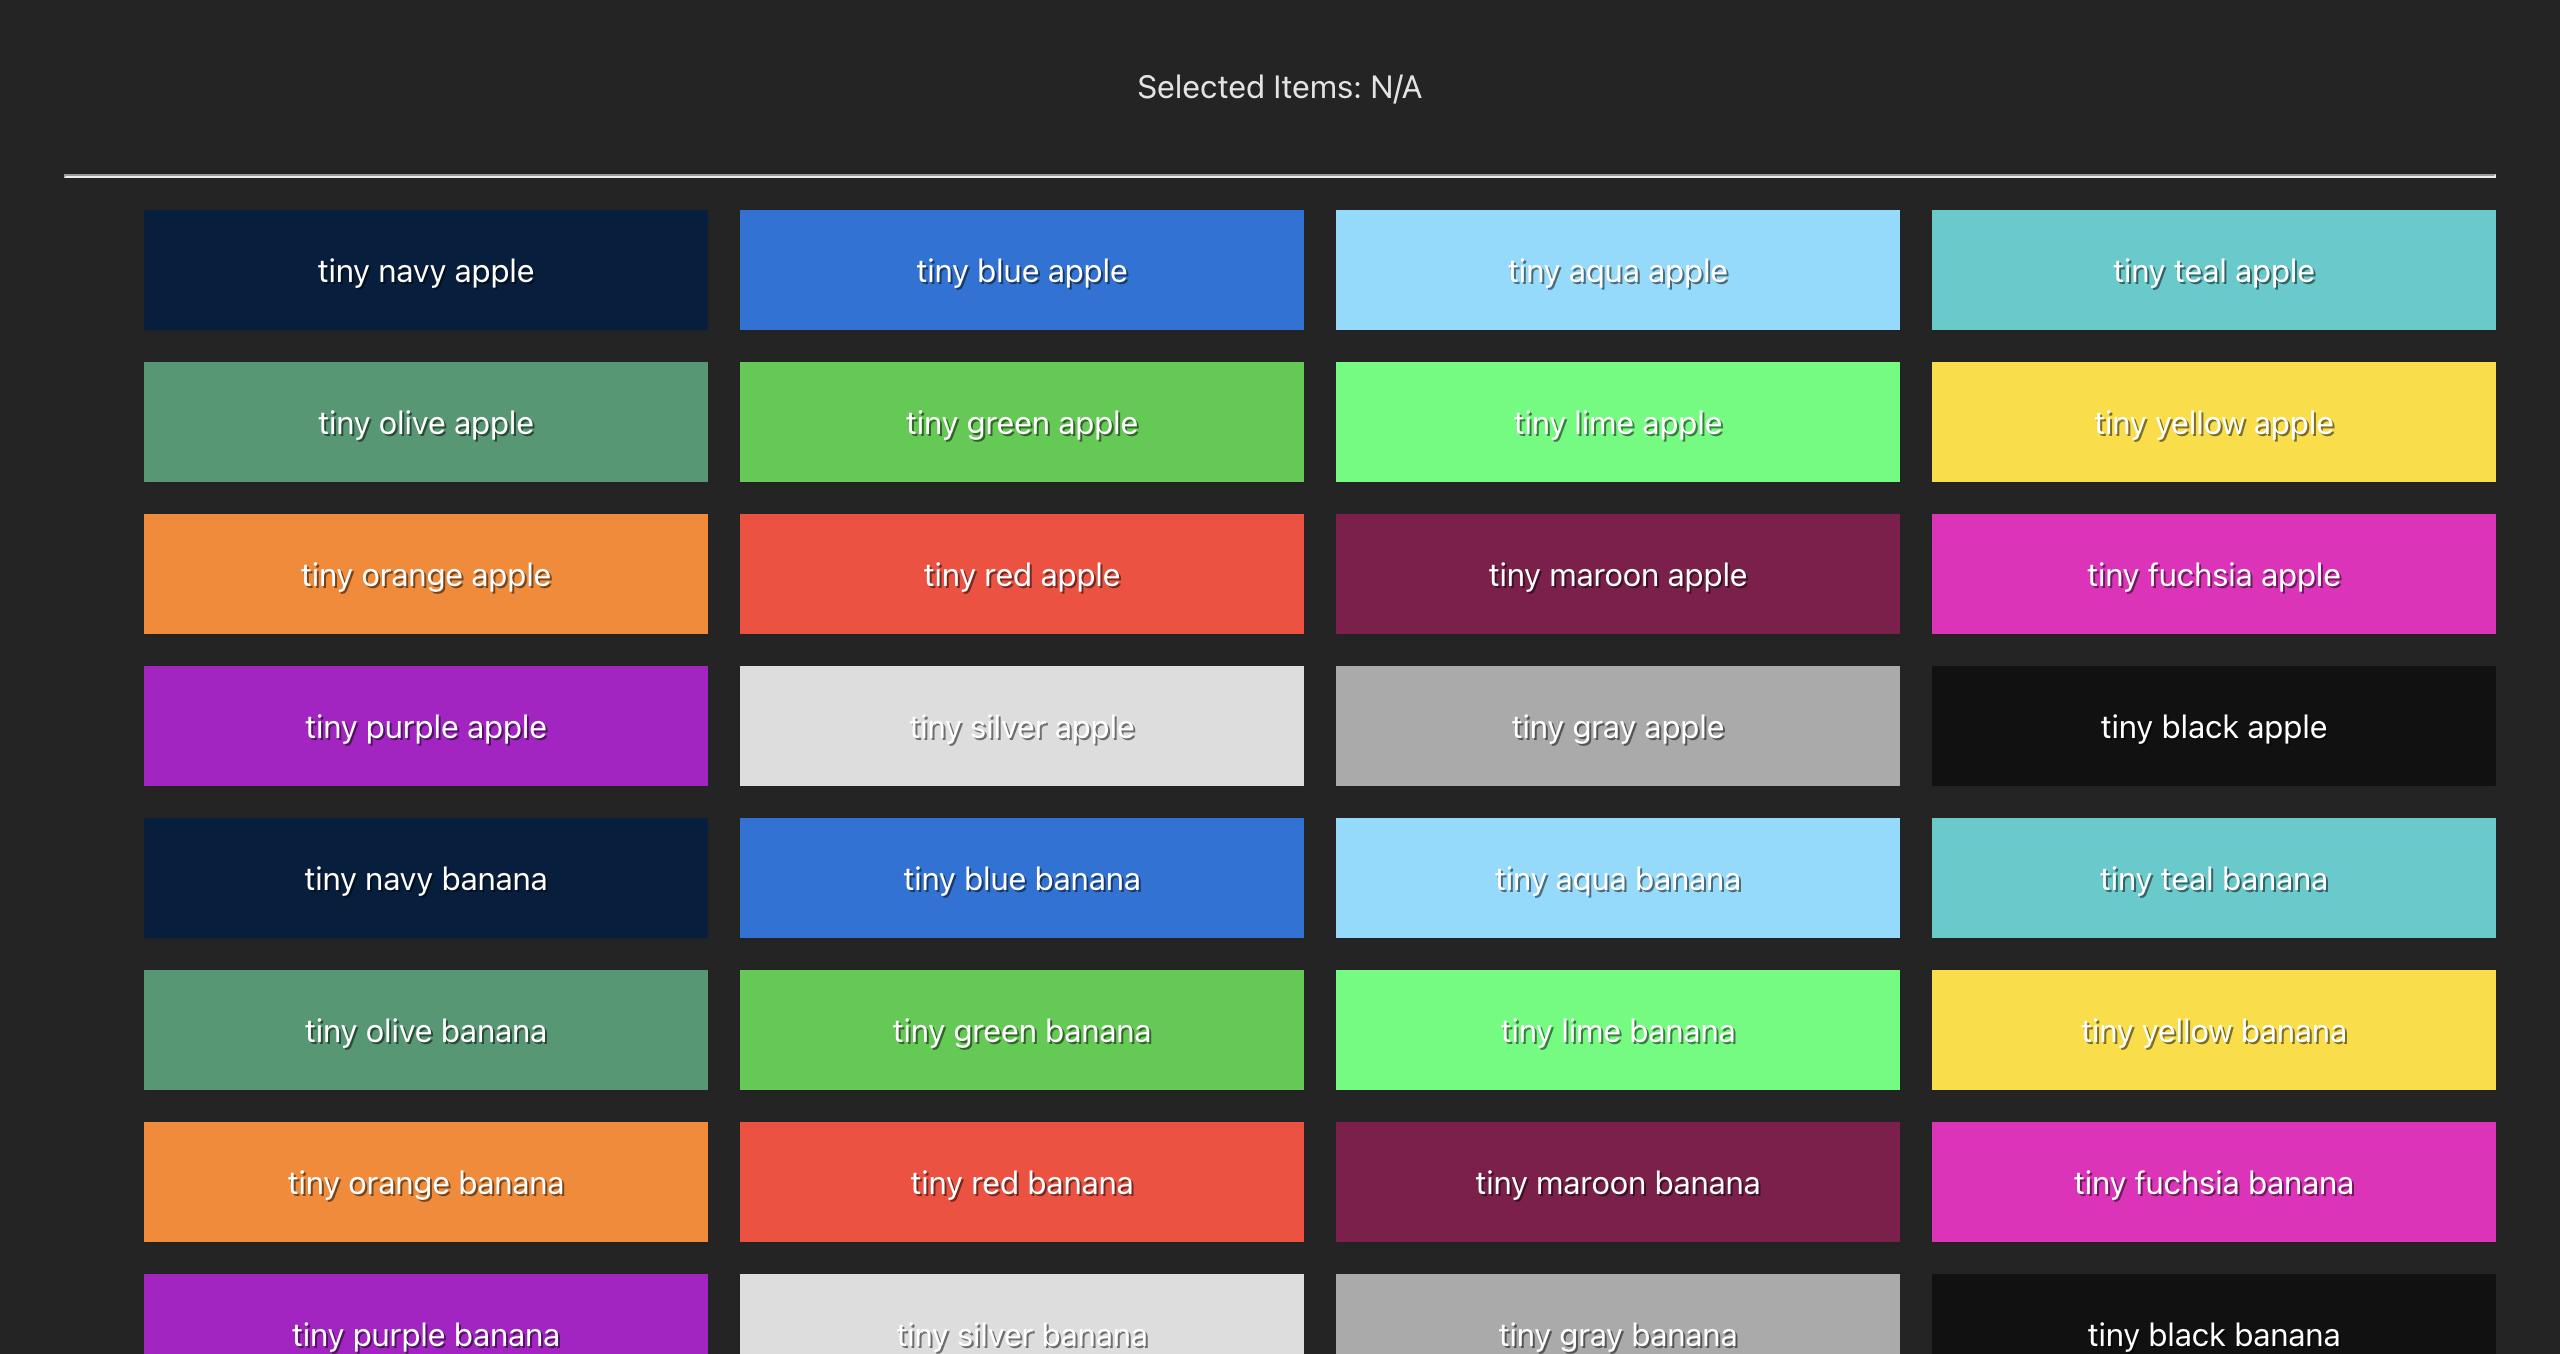 Selected Items: N/A
tiny navy apple
tiny blue apple
tiny aqua apple
tiny teal apple
tiny olive apple
tiny green apple
tiny lime apple
tiny yellow apple
tiny orange apple
tiny red apple
tiny maroon apple
tiny fuchsia apple
tiny purple apple
tiny silver apple
tiny gray apple
tiny black apple
tiny navy banana
tiny blue banana
tiny aqua banana
tiny teal banana
tiny olive banana
tiny green banana
tiny lime banana
tiny yellow banana
tiny orange banana
tiny red banana
tiny maroon banana
tiny fuchsia banana
tiny purple banana
tiny silver banana
tiny gray banana
tiny black banana